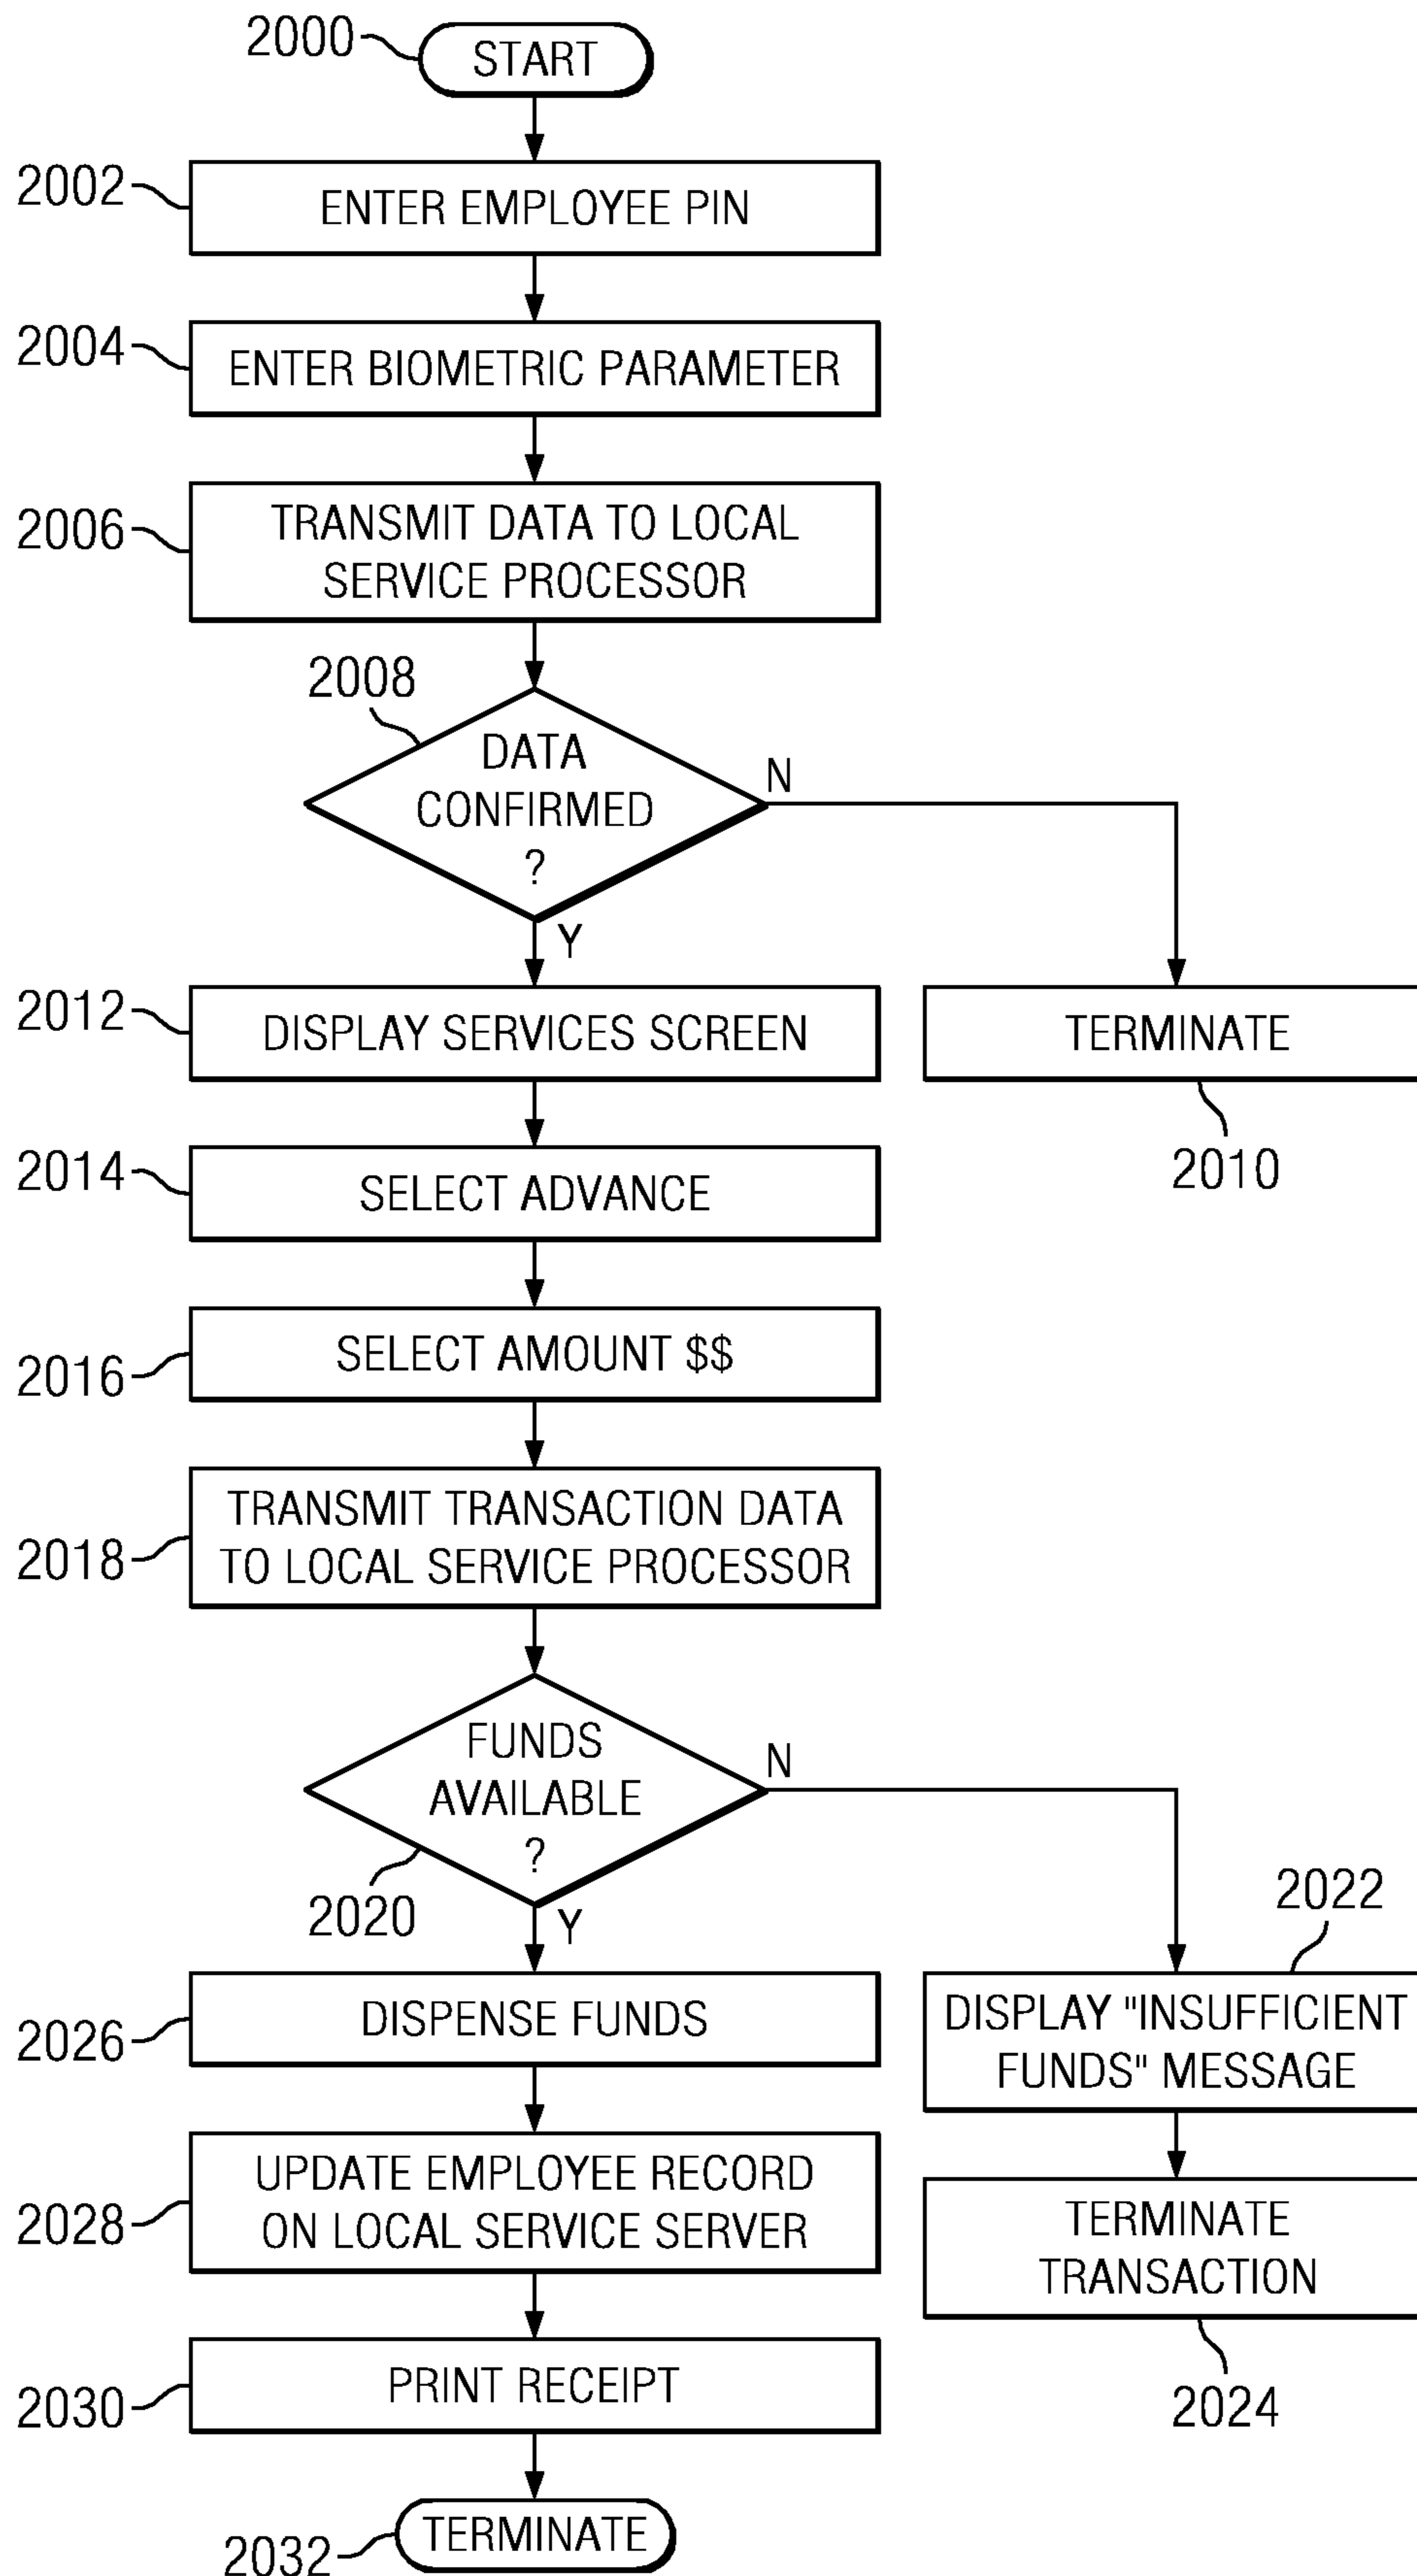 2000
START
2002
ENTER EMPLOYEE PIN
2004
ENTER BIOMETRIC PARAMETER
2006
TRANSMIT DATA TO LOCAL
SERVICE PROCESSOR
2008
DATA
CONFIRMED
?
N
Y
2012
DISPLAY SERVICES SCREEN
TERMINATE
2010
2014
SELECT ADVANCE
2016
SELECT AMOUNT $$
2018
TRANSMIT TRANSACTION DATA
TO LOCAL SERVICE PROCESSOR
FUNDS
AVAILABLE
?
N
2020
Y
2022
DISPLAY "INSUFFICIENT
FUNDS" MESSAGE
2026
DISPENSE FUNDS
2028
UPDATE EMPLOYEE RECORD
ON LOCAL SERVICE SERVER
TERMINATE
TRANSACTION
2024
2030
PRINT RECEIPT
2032
TERMINATE